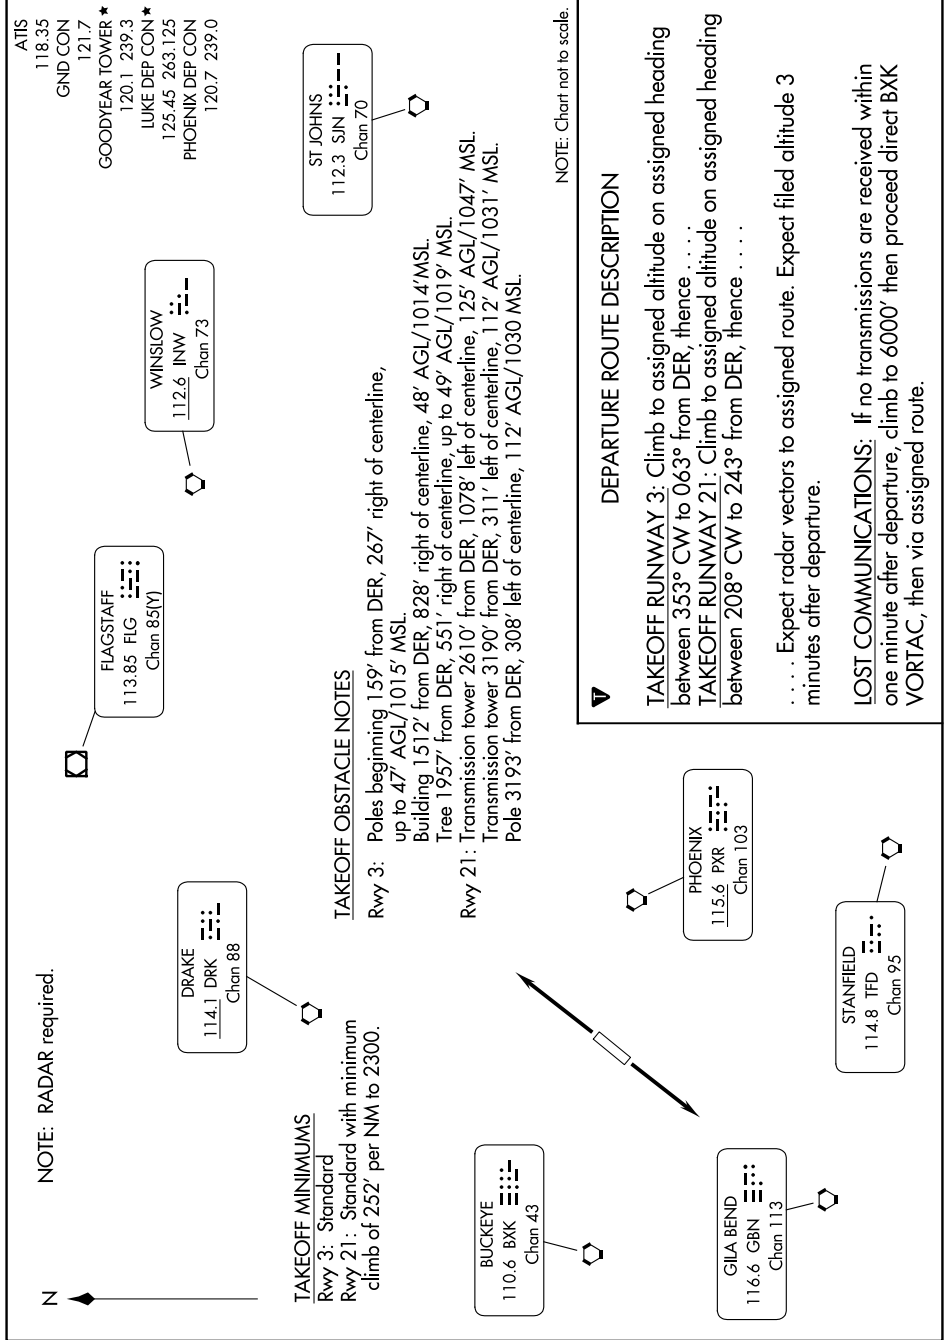 NOTE: RADAR required.
N
ATIS
118.35
GND CON
121.7
GOODYEAR TOWER ★
120.1 239.3
LUKE DEP CON ★
125.45 263.125
PHOENIX DEP CON
120.7 239.0
FLAGSTAFF
113.85 FLG
Chan 85(Y)
WINSLOW
112.6 INW
Chan 73
DRAKE
114.1 DRK
Chan 88
ST JOHNS
112.3 SJN
Chan 70
TAKEOFF MINIMUMS
Rwy 3: Standard
Rwy 21: Standard with minimum
climb of 252' per NM to 2300.
TAKEOFF OBSTACLE NOTES
Rwy 3: Poles beginning 159' from DER, 267' right of centerline,
up to 47' AGL/1015' MSL.
Building 1512' from DER, 828' right of centerline, 48' AGL/1014'MSL.
Tree 1957' from DER, 551' right of centerline, up to 49' AGL/1019' MSL.
Rwy 21: Transmission tower 2610' from DER, 1078' left of centerline, 125' AGL/1047' MSL.
Transmission tower 3190' from DER, 311' left of centerline, 112' AGL/1031' MSL.
Pole 3193' from DER, 308' left of centerline, 112' AGL/1030 MSL.
NOTE: Chart not to scale.
BUCKEYE
110.6 BXK
Chan 43
PHOENIX
115.6 PXR
Chan 103
GILA BEND
116.6 GBN
Chan 113
STANFIELD
114.8 TFD
Chan 95
T
DEPARTURE ROUTE DESCRIPTION
TAKEOFF RUNWAY 3: Climb to assigned altitude on assigned heading
between 353° CW to 063° from DER, thence . . . .
TAKEOFF RUNWAY 21: Climb to assigned altitude on assigned heading
between 208° CW to 243° from DER, thence . . . .
. . . . Expect radar vectors to assigned route. Expect filed altitude 3
minutes after departure.
LOST COMMUNICATIONS: If no transmissions are received within
one minute after departure, climb to 6000' then proceed direct BXK
VORTAC, then via assigned route.